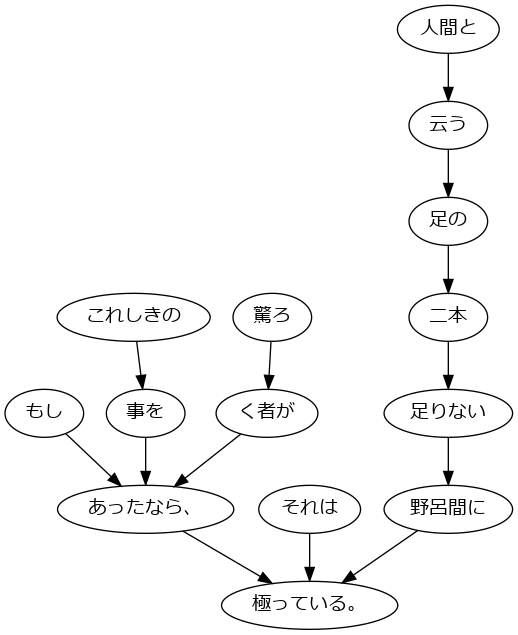 人間と
云う
足の
これしきの
驚ろ
二本
もし
事を
く者が
足りない
あったなら、
それは
野呂間に
極っている。